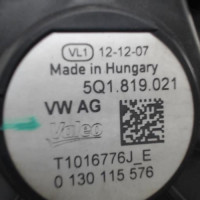 VL1 12-12-07
Made in Hungary
5Q1.819.021
VW AG
Valeo
T1016776J_E
0 130 115 576